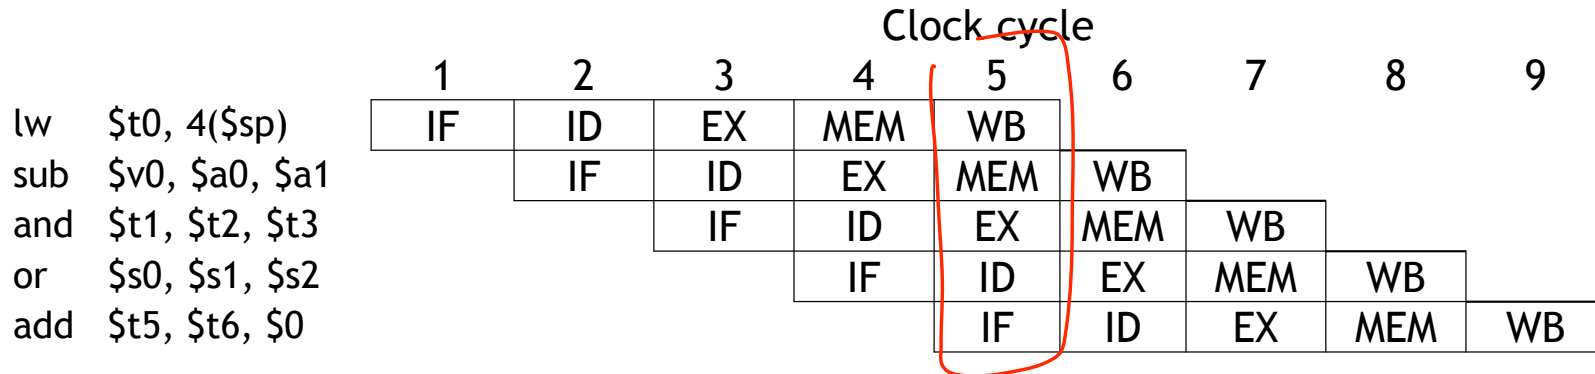 Clock cycle
1 2 3 4 5 6 7 8 9
lw $t0, 4($sp) IF ID EX MEM WB
sub $v0, $a0, $a1 IF ID EX MEM WB
and $t1, $t2, $t3 IF ID EX MEM WB
or $s0, $s1, $s2 IF ID EX MEM WB
add $t5, $t6, $0 IF ID EX MEM WB